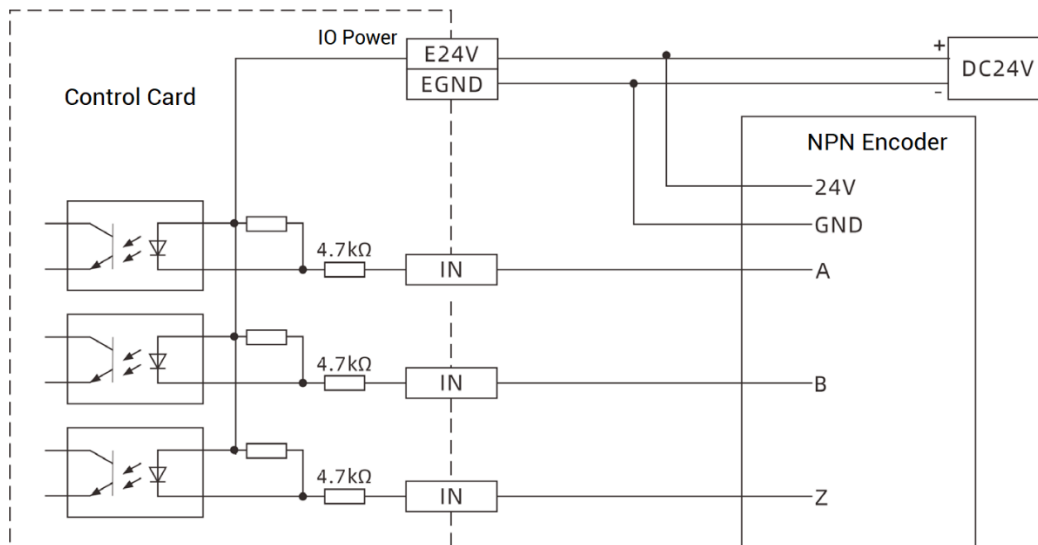 IO Power
E24V
EGND
+
-
DC24V
Control Card
NPN Encoder
24V
GND
4.7kΩ
IN
A
4.7kΩ
IN
B
4.7kΩ
IN
Z